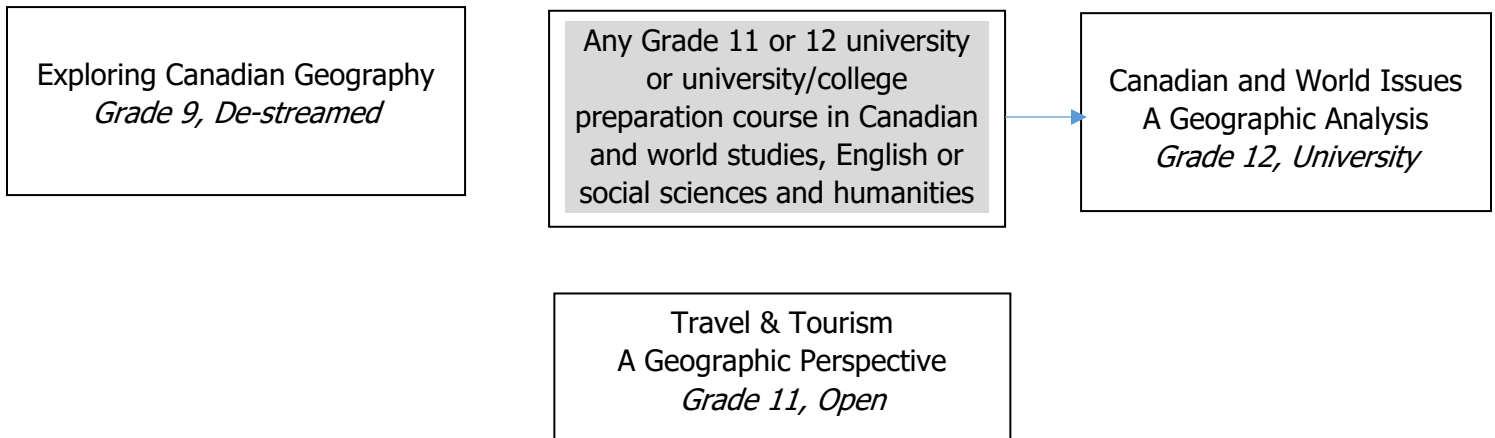 Exploring Canadian Geography
Grade 9, De-streamed
Any Grade 11 or 12 university
or university/college
preparation course in Canadian
and world studies, English or
social sciences and humanities
Canadian and World Issues
A Geographic Analysis
Grade 12, University
Travel & Tourism
A Geographic Perspective
Grade 11, Open